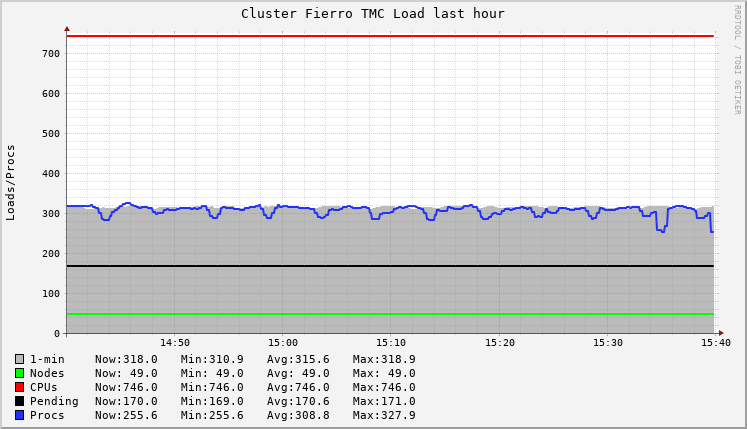 Cluster Fierro TMC Load last hour
RRDTOOL / TOBI OETIKER
Loads/Procs
700
600
500
400
300
200
100
0
14:50 15:00 15:10 15:20 15:30 15:40
1-min Now:318.0 Min:310.9 Avg:315.6 Max:318.9
Nodes Now: 49.0 Min: 49.0 Avg: 49.0 Max: 49.0
CPUs Now:746.0 Min:746.0 Avg:746.0 Max:746.0
Pending Now:170.0 Min:169.0 Avg:170.6 Max:171.0
Procs Now:255.6 Min:255.6 Avg:308.8 Max:327.9